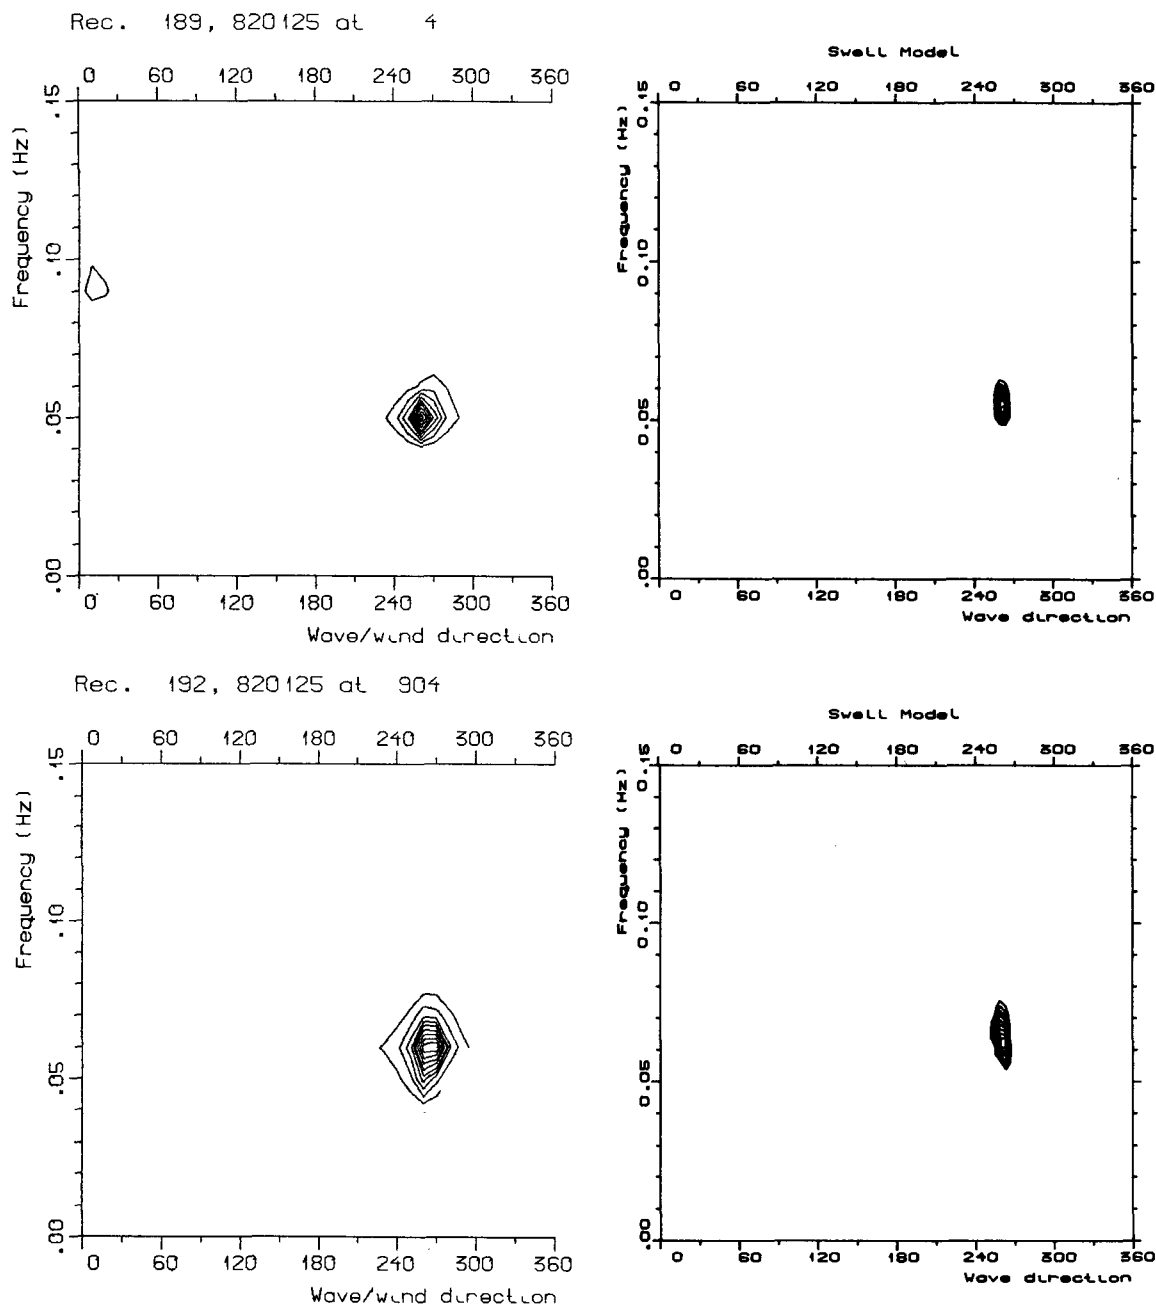 Rec. 189, 820125 at 4
0 60 120 180 240 300 360
.15
.10
.05
.00
Frequency (Hz)
0 60 120 180 240 300 360
Wave/wind direction
Swell Model
0 60 120 180 240 300 360
0.15
0.10
0.05
.00
Frequency (Hz)
0 60 120 180 240 300 360
Wave direction
Rec. 192, 820125 at 904
0 60 120 180 240 300 360
.15
.10
.05
.00
Frequency (Hz)
0 60 120 180 240 300 360
Wave/wind direction
Swell Model
0 60 120 180 240 300 360
0.15
0.10
0.05
.00
Frequency (Hz)
0 60 120 180 240 300 360
Wave direction